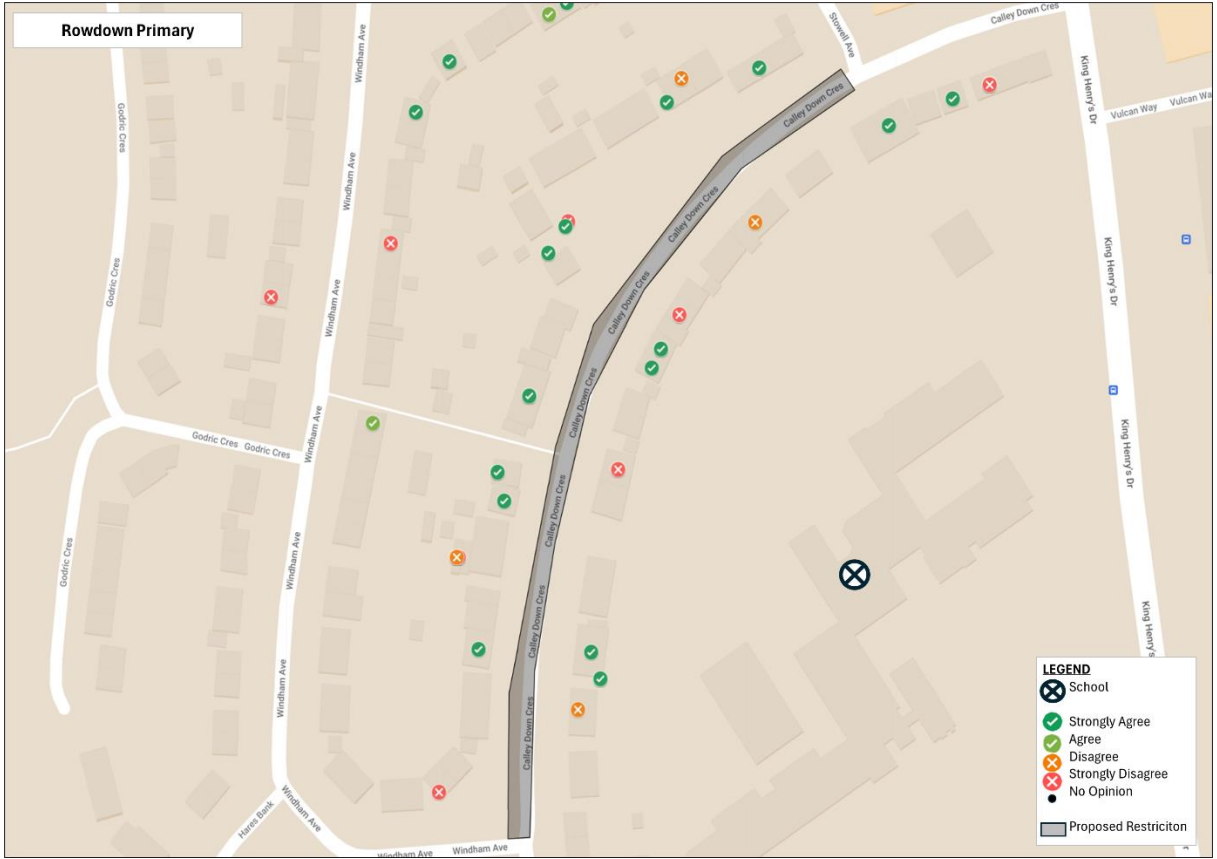 Rowdown Primary
Windham Ave
Stowell Ave
Calley Down Cres
King Henry's Dr
Vulcan Way
Vulcan Wa
Godric Cres
Calley Down Cres
Windham Ave
Calley Down Cres
King Henry's Dr
Godric Cres
Windham Ave
Calley Down Cres
Calley Down Cres
Windham Ave
Godric Cres Godric Cres
King Henry's Dr
Calley Down Cres
Windham Ave
Godric Cres
Calley Down Cres
King Henry's
Windham Ave
Calley Down Cres
Hares Bank
Windham Ave
Windham Ave
Windham Ave
LEGEND
School
Strongly Agree
Agree
Disagree
Strongly Disagree
No Opinion
Proposed Restriciton